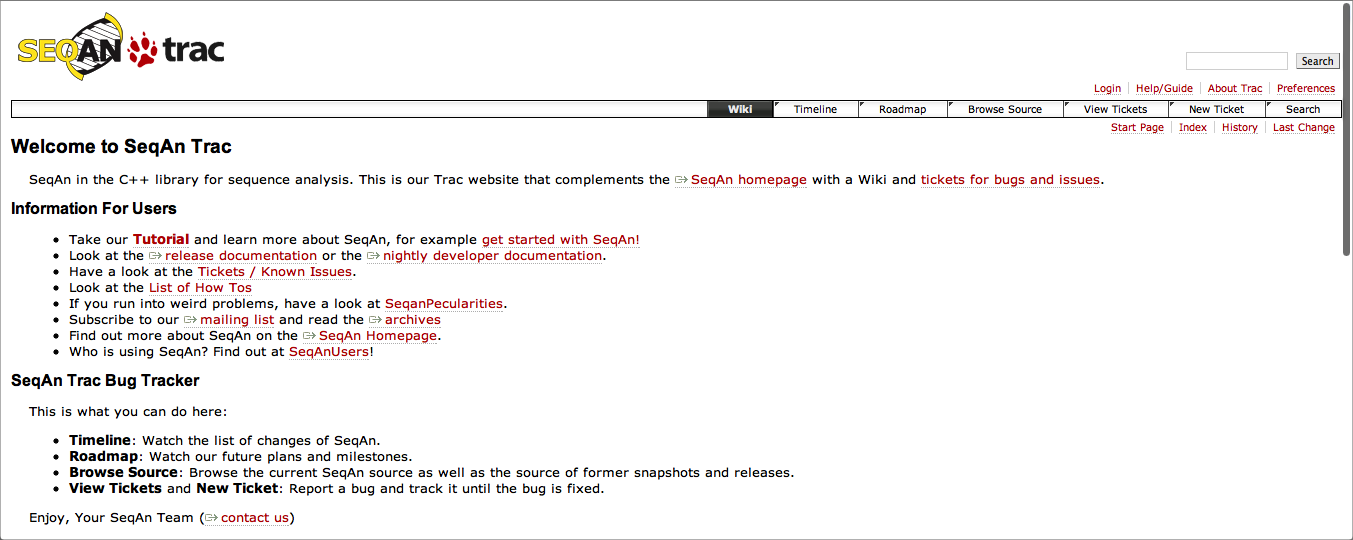 SEQAN trac
Search
Login Help/Guide About Trac Preferences
Wiki Timeline Roadmap Browse Source View Tickets New Ticket Search
Start Page Index History Last Change
Welcome to SeqAn Trac
SeqAn in the C++ library for sequence analysis. This is our Trac website that complements the SeqAn homepage with a Wiki and tickets for bugs and issues.
Information For Users
Take our Tutorial and learn more about SeqAn, for example get started with SeqAn!
Look at the release documentation or the nightly developer documentation.
Have a look at the Tickets / Known Issues.
Look at the List of How Tos
If you run into weird problems, have a look at SeqanPecularities.
Subscribe to our mailing list and read the archives
Find out more about SeqAn on the SeqAn Homepage.
Who is using SeqAn? Find out at SeqAnUsers!
SeqAn Trac Bug Tracker
This is what you can do here:
Timeline: Watch the list of changes of SeqAn.
Roadmap: Watch our future plans and milestones.
Browse Source: Browse the current SeqAn source as well as the source of former snapshots and releases.
View Tickets and New Ticket: Report a bug and track it until the bug is fixed.
Enjoy, Your SeqAn Team (contact us)